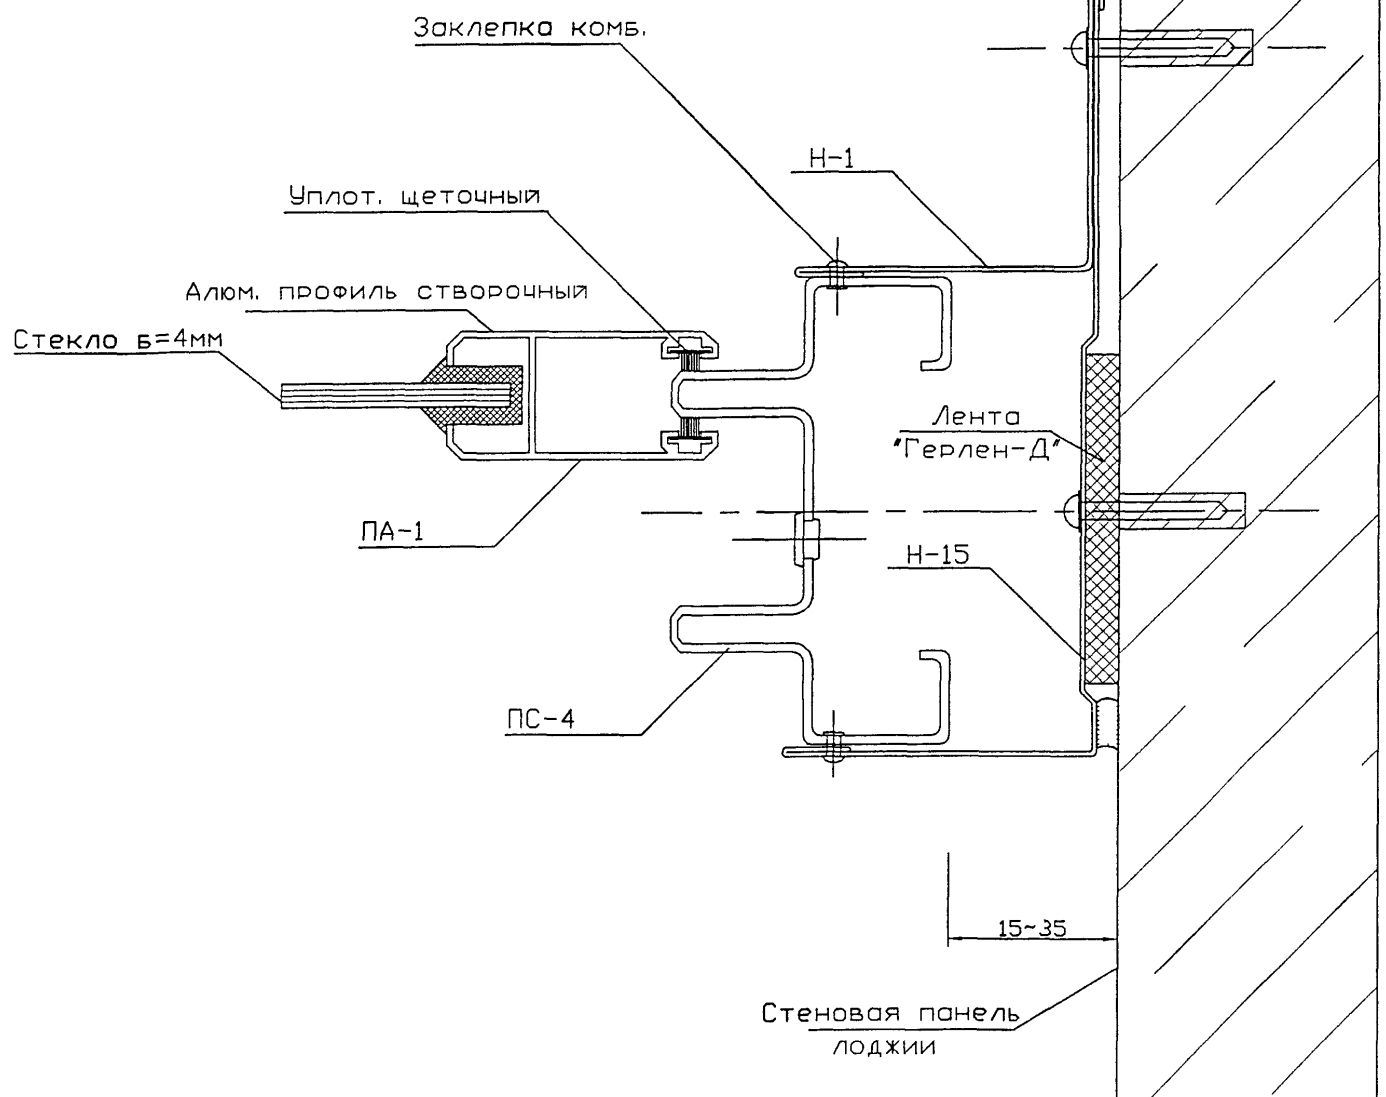 Заклепка комб.
Н-1
Уплот. щеточный
Алюм. профиль створочный
Стекло б=4мм
Лента
"Герлен-Д"
ПА-1
Н-15
ПС-4
15~35
Стеновая панель
лоджии